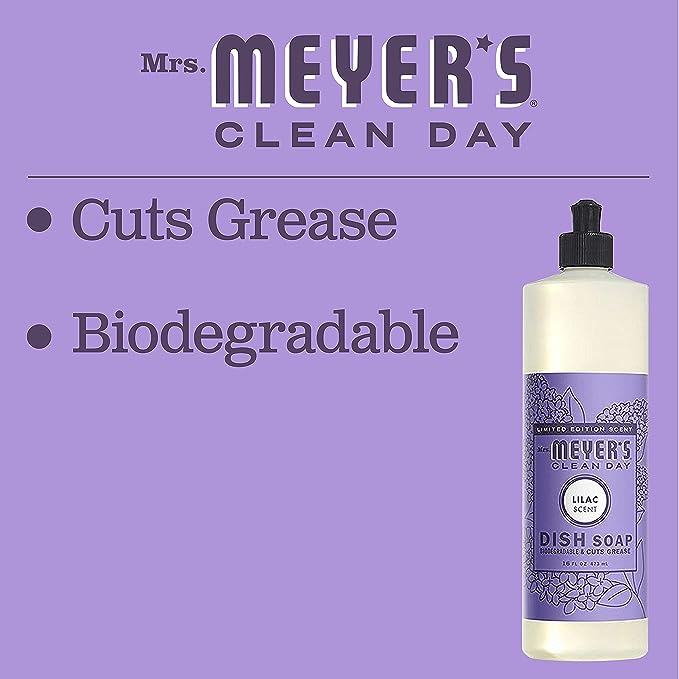 Mrs. MEYER'S®
CLEAN DAY
• Cuts Grease
• Biodegradable
LIMITED EDITION SCENT
Mrs. MEYER'S
CLEAN DAY
LILAC
SCENT
DISH SOAP
BIODEGRADABLE & CUTS GREASE
16 FL OZ 473 mL